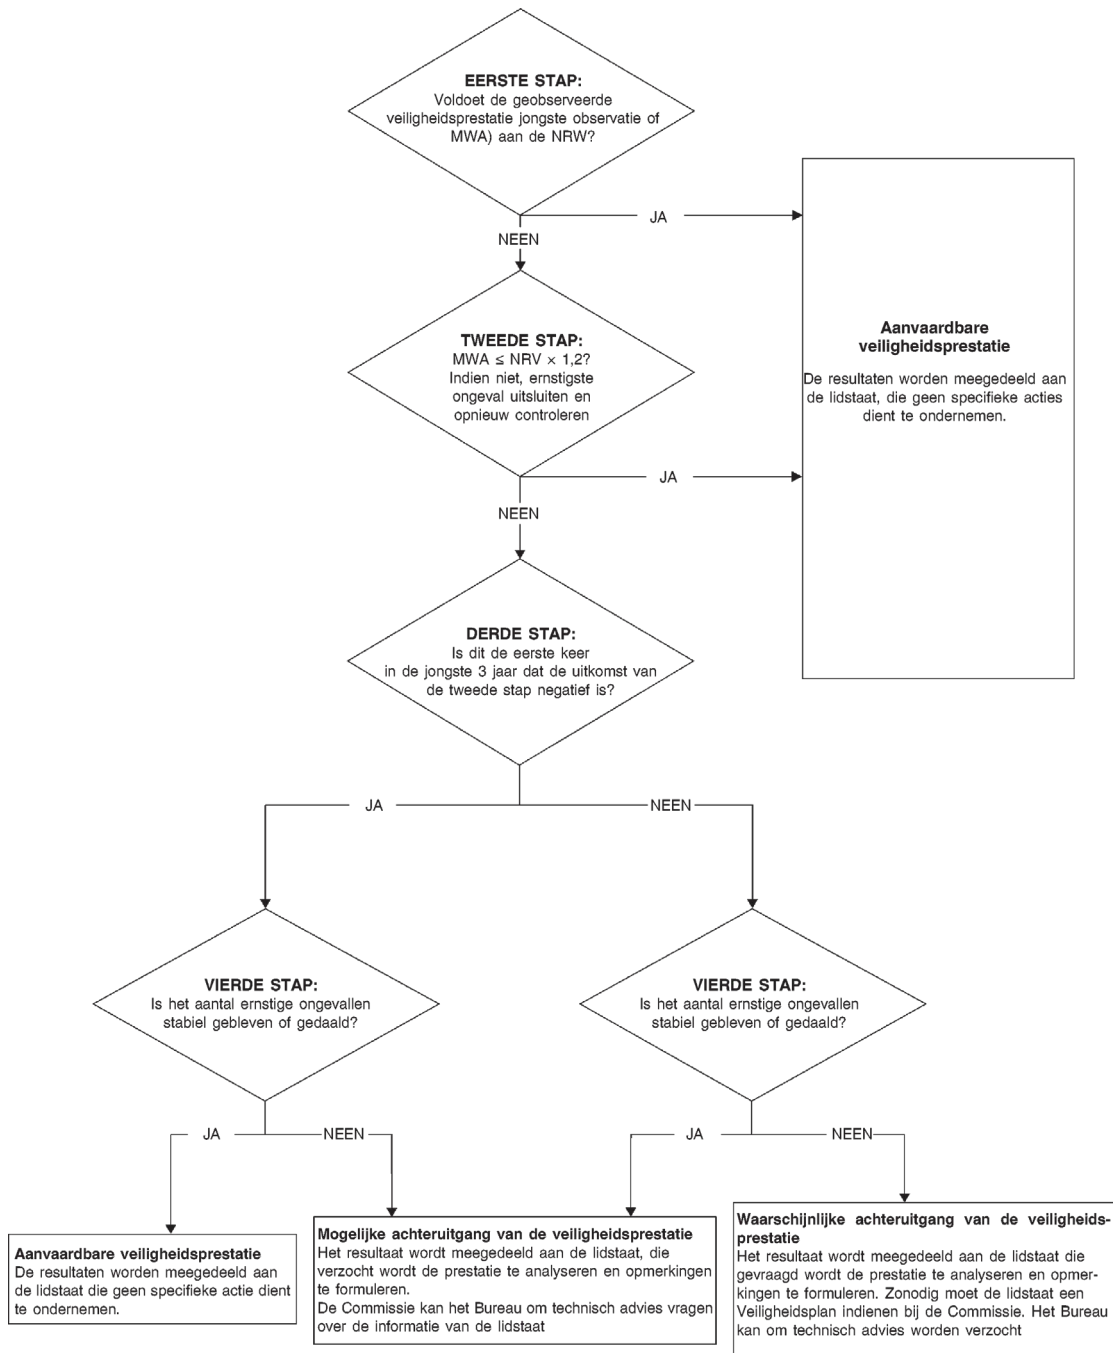 EERSTE STAP:
Voldoet de geobserveerde
veiligheidsprestatie jongste observatie of
MWA) aan de NRW?
JA
NEEN
TWEEDE STAP:
MWA ≤ NRV × 1,2?
Indien niet, ernstigste
ongeval uitsluiten en
opnieuw controleren
Aanvaardbare
veiligheidsprestatie
De resultaten worden meegedeeld aan
de lidstaat, die geen specifieke acties
dient te ondernemen.
JA
NEEN
DERDE STAP:
Is dit de eerste keer
in de jongste 3 jaar dat de uitkomst van
de tweede stap negatief is?
JA
NEEN
VIERDE STAP:
Is het aantal ernstige ongevallen
stabiel gebleven of gedaald?
VIERDE STAP:
Is het aantal ernstige ongevallen
stabiel gebleven of gedaald?
JA
NEEN
JA
NEEN
Aanvaardbare veiligheidsprestatie
De resultaten worden meegedeeld aan
de lidstaat die geen specifieke actie dient
te ondernemen.
Mogelijke achteruitgang van de veiligheidsprestatie
Het resultaat wordt meegedeeld aan de lidstaat, die
verzocht wordt de prestatie te analyseren en opmerkingen
te formuleren.
De Commissie kan het Bureau om technisch advies vragen
over de informatie van de lidstaat
Waarschijnlijke achteruitgang van de veiligheids-
prestatie
Het resultaat wordt meegedeeld aan de lidstaat die
gevraagd wordt de prestatie te analyseren en opmer-
kingen te formuleren. Zonodig moet de lidstaat een
Veiligheidsplan indienen bij de Commissie. Het Bureau
kan om technisch advies worden verzocht